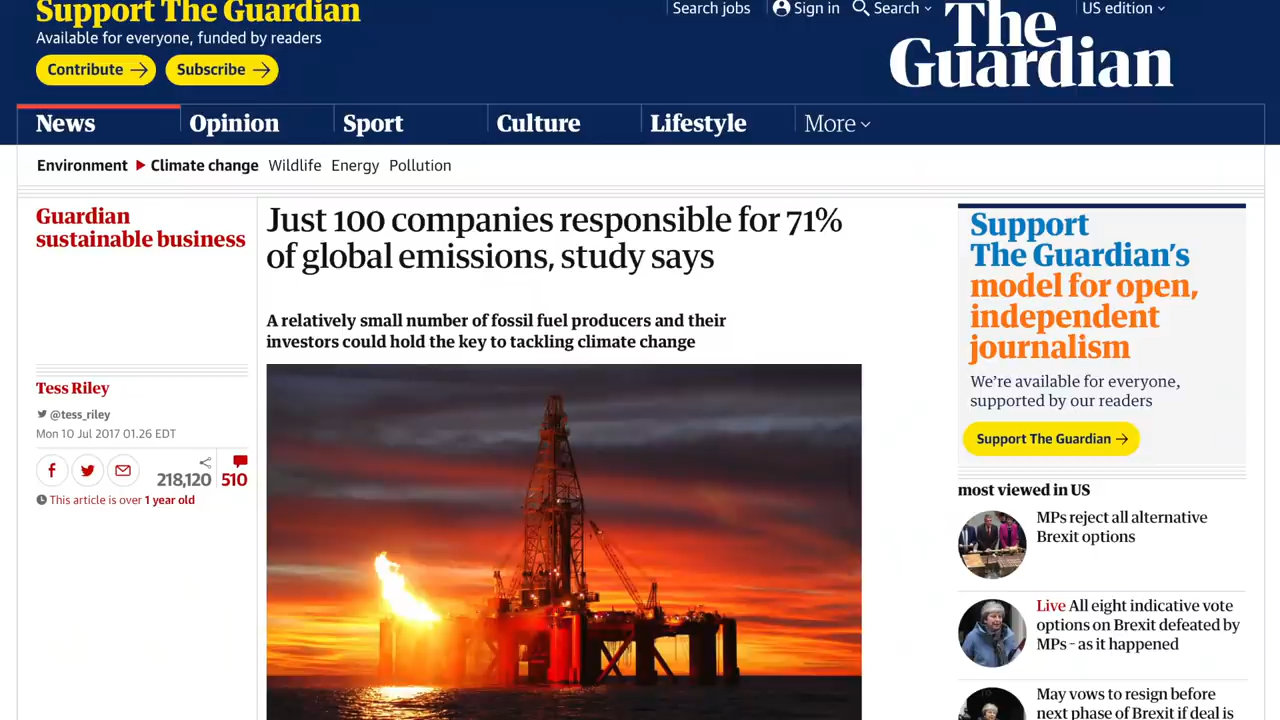 Support The Guardian
Available for everyone, funded by readers
Contribute
Subscribe
Search jobs
Sign in
Search
US edition
The
Guardian
News
Opinion
Sport
Culture
Lifestyle
More
Environment
Climate change
Wildlife
Energy
Pollution
Guardian
sustainable business
Just 100 companies responsible for 71%
of global emissions, study says
A relatively small number of fossil fuel producers and their
investors could hold the key to tackling climate change
Tess Riley
@tess_riley
Mon 10 Jul 2017 01.26 EDT
218,120
510
This article is over 1 year old
Support
The Guardian's
model for open,
independent
journalism
We're available for everyone,
supported by our readers
Support The Guardian
most viewed in US
MPs reject all alternative
Brexit options
Live All eight indicative vote
options on Brexit defeated by
MPs – as it happened
May vows to resign before
next phase of Brexit if deal is